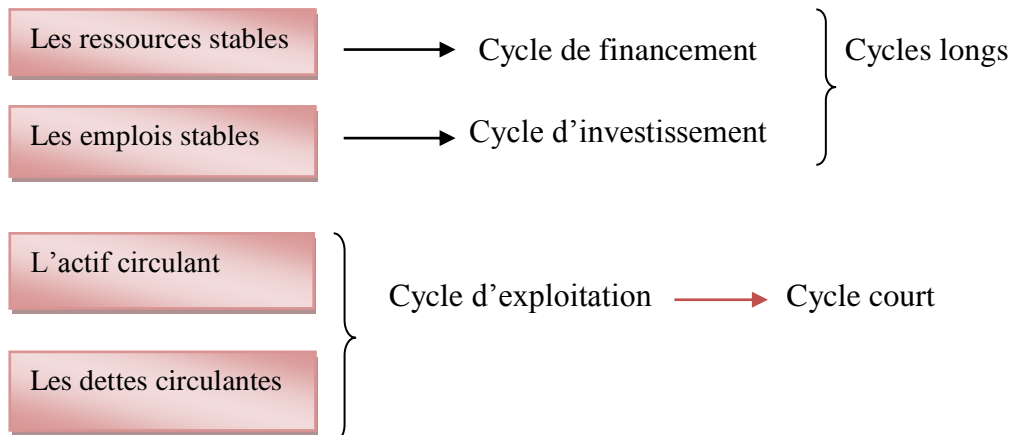 Les ressources stables
Cycle de financement
Cycles longs
Les emplois stables
Cycle d'investissement
L'actif circulant
Cycle d'exploitation
Cycle court
Les dettes circulantes